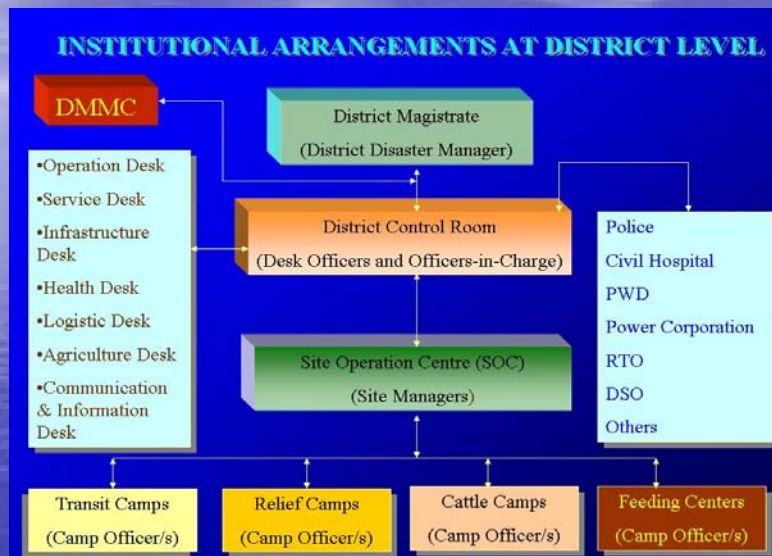 INSTITUTIONAL ARRANGEMENTS AT DISTRICT LEVEL
DMMC
District Magistrate
(District Disaster Manager)
•Operation Desk
•Service Desk
•Infrastructure
Desk
•Health Desk
•Logistic Desk
•Agriculture Desk
•Communication
& Information
Desk
District Control Room
(Desk Officers and Officers-in-Charge)
Police
Civil Hospital
PWD
Power Corporation
RTO
DSO
Others
Site Operation Centre (SOC)
(Site Managers)
Transit Camps
(Camp Officer/s)
Relief Camps
(Camp Officer/s)
Cattle Camps
(Camp Officer/s)
Feeding Centers
(Camp Officer/s)